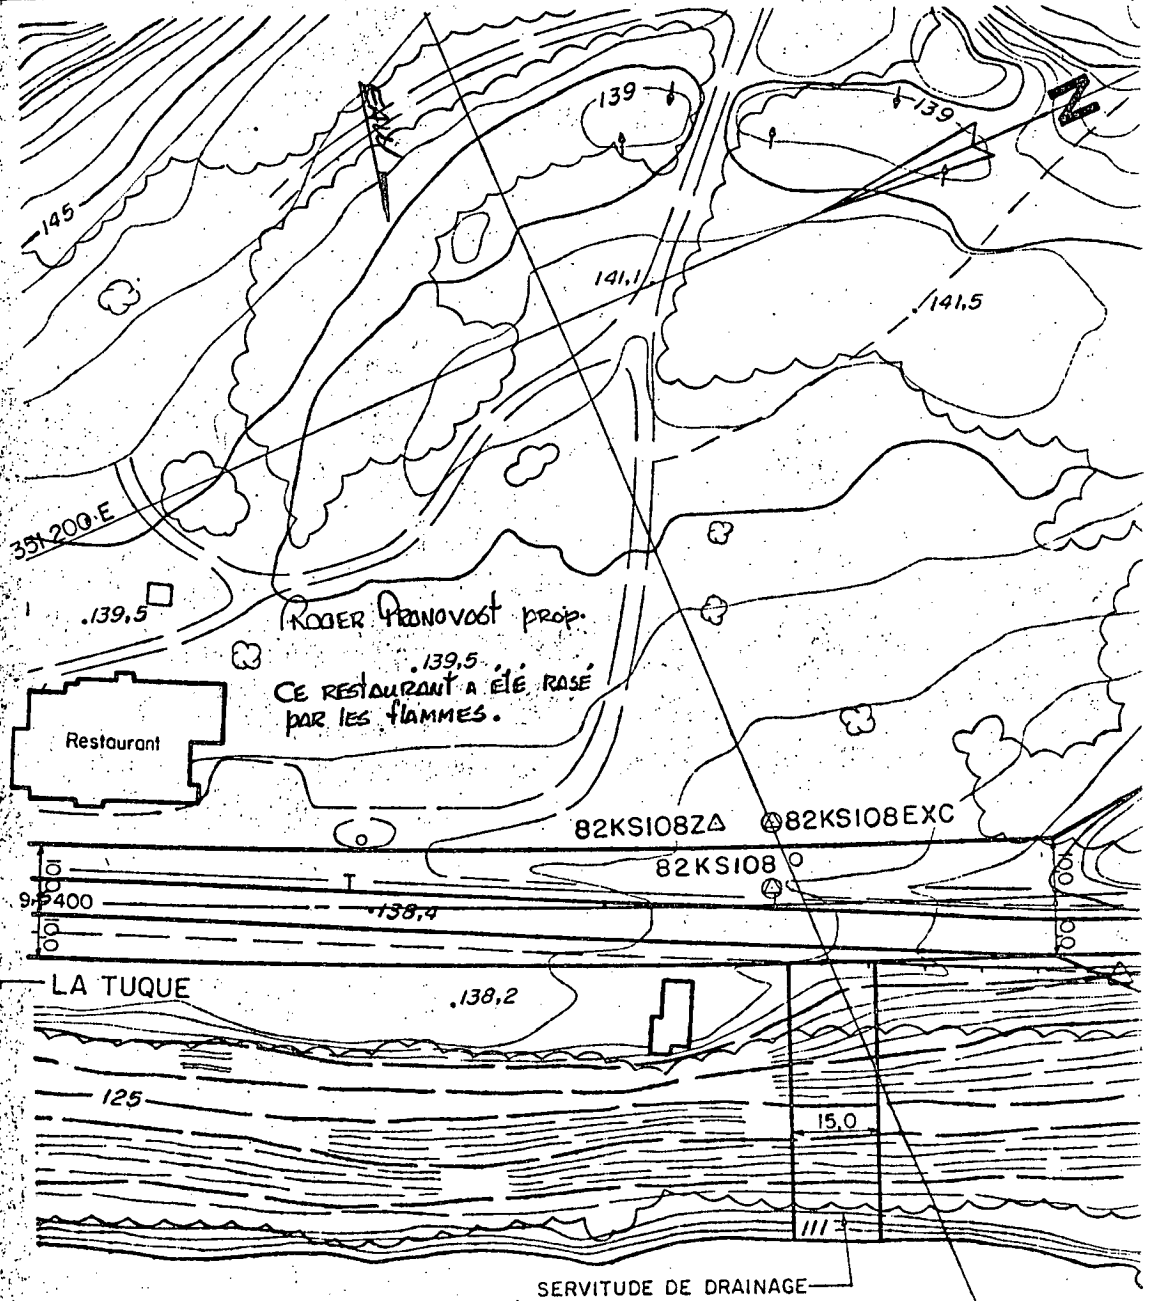 N
EAU
139
139
145
141,1
.141.5
351 200 E
.139,5
ROGER PRONOVOST prop.
.139,5
CE RESTAURANT A ÉTÉ RASÉ
PAR LES FLAMMES.
Restaurant
82KS108Z
82KS108EXC
82KS108
T
.138,4
LA TUQUE
.138,2
125
15,0
111
SERVITUDE DE DRAINAGE